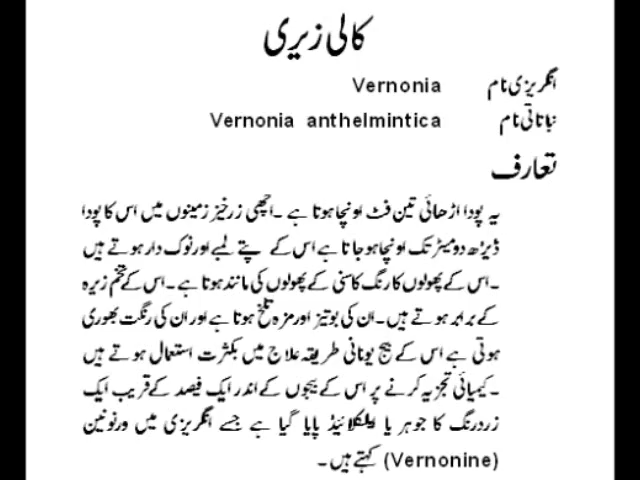 کالی زیری
انگریزی نام Vernonia
نباتاتی نام Vernonia anthelmintica
تعارف
یہ پودا اڑھائی تین فٹ اونچا ہوتا ہے ۔ اچھی زرخیز زمینوں میں اس کا پودا
ڈیڑھ دو میٹر تک اونچا ہو جاتا ہے اس کے پتے لمبے اور نوک دار ہوتے ہیں
۔ اس کے پھولوں کا رنگ کاسنی کے پھولوں کی مانند ہوتا ہے ۔ اس کے تخم زیرہ
کے برابر ہوتے ہیں ۔ ان کی بو تیز اور مزہ تلخ ہوتا ہے اور ان کی رنگت بھوری
ہوتی ہے اس کے بیج یونانی طریقہ علاج میں بکثرت استعمال ہوتے ہیں
۔ کیمیائی تجزیہ کرنے پر اس کے بیجوں کے اندر ایک فیصد کے قریب ایک
زرد رنگ کا جوہر یا ایلکلائیڈ پایا گیا ہے جسے انگریزی میں ورنونین
(Vernonine) کہتے ہیں ۔